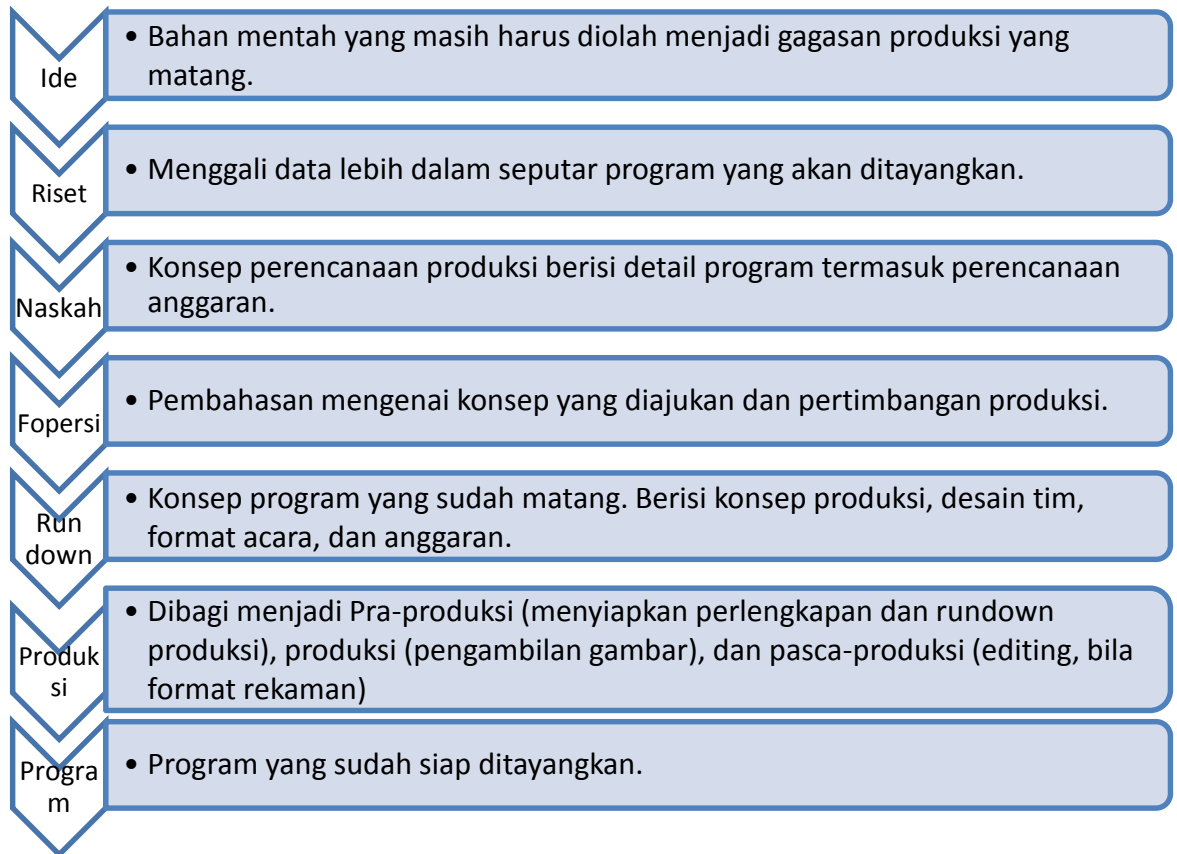 Ide
• Bahan mentah yang masih harus diolah menjadi gagasan produksi yang
matang.
Riset
• Menggali data lebih dalam seputar program yang akan ditayangkan.
Naskah
• Konsep perencanaan produksi berisi detail program termasuk perencanaan
anggaran.
Fopersi
• Pembahasan mengenai konsep yang diajukan dan pertimbangan produksi.
Run
down
• Konsep program yang sudah matang. Berisi konsep produksi, desain tim,
format acara, dan anggaran.
Produk
si
• Dibagi menjadi Pra-produksi (menyiapkan perlengkapan dan rundown
produksi), produksi (pengambilan gambar), dan pasca-produksi (editing, bila
format rekaman)
Progra
m
• Program yang sudah siap ditayangkan.